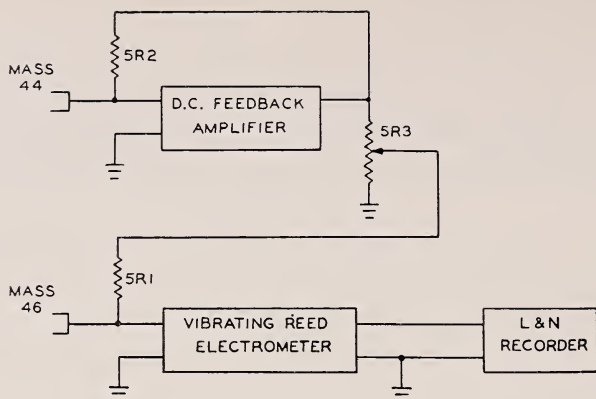 5R2
MASS
44
D.C. FEEDBACK
AMPLIFIER
5R3
5R1
MASS
46
VIBRATING REED
ELECTROMETER
L & N
RECORDER